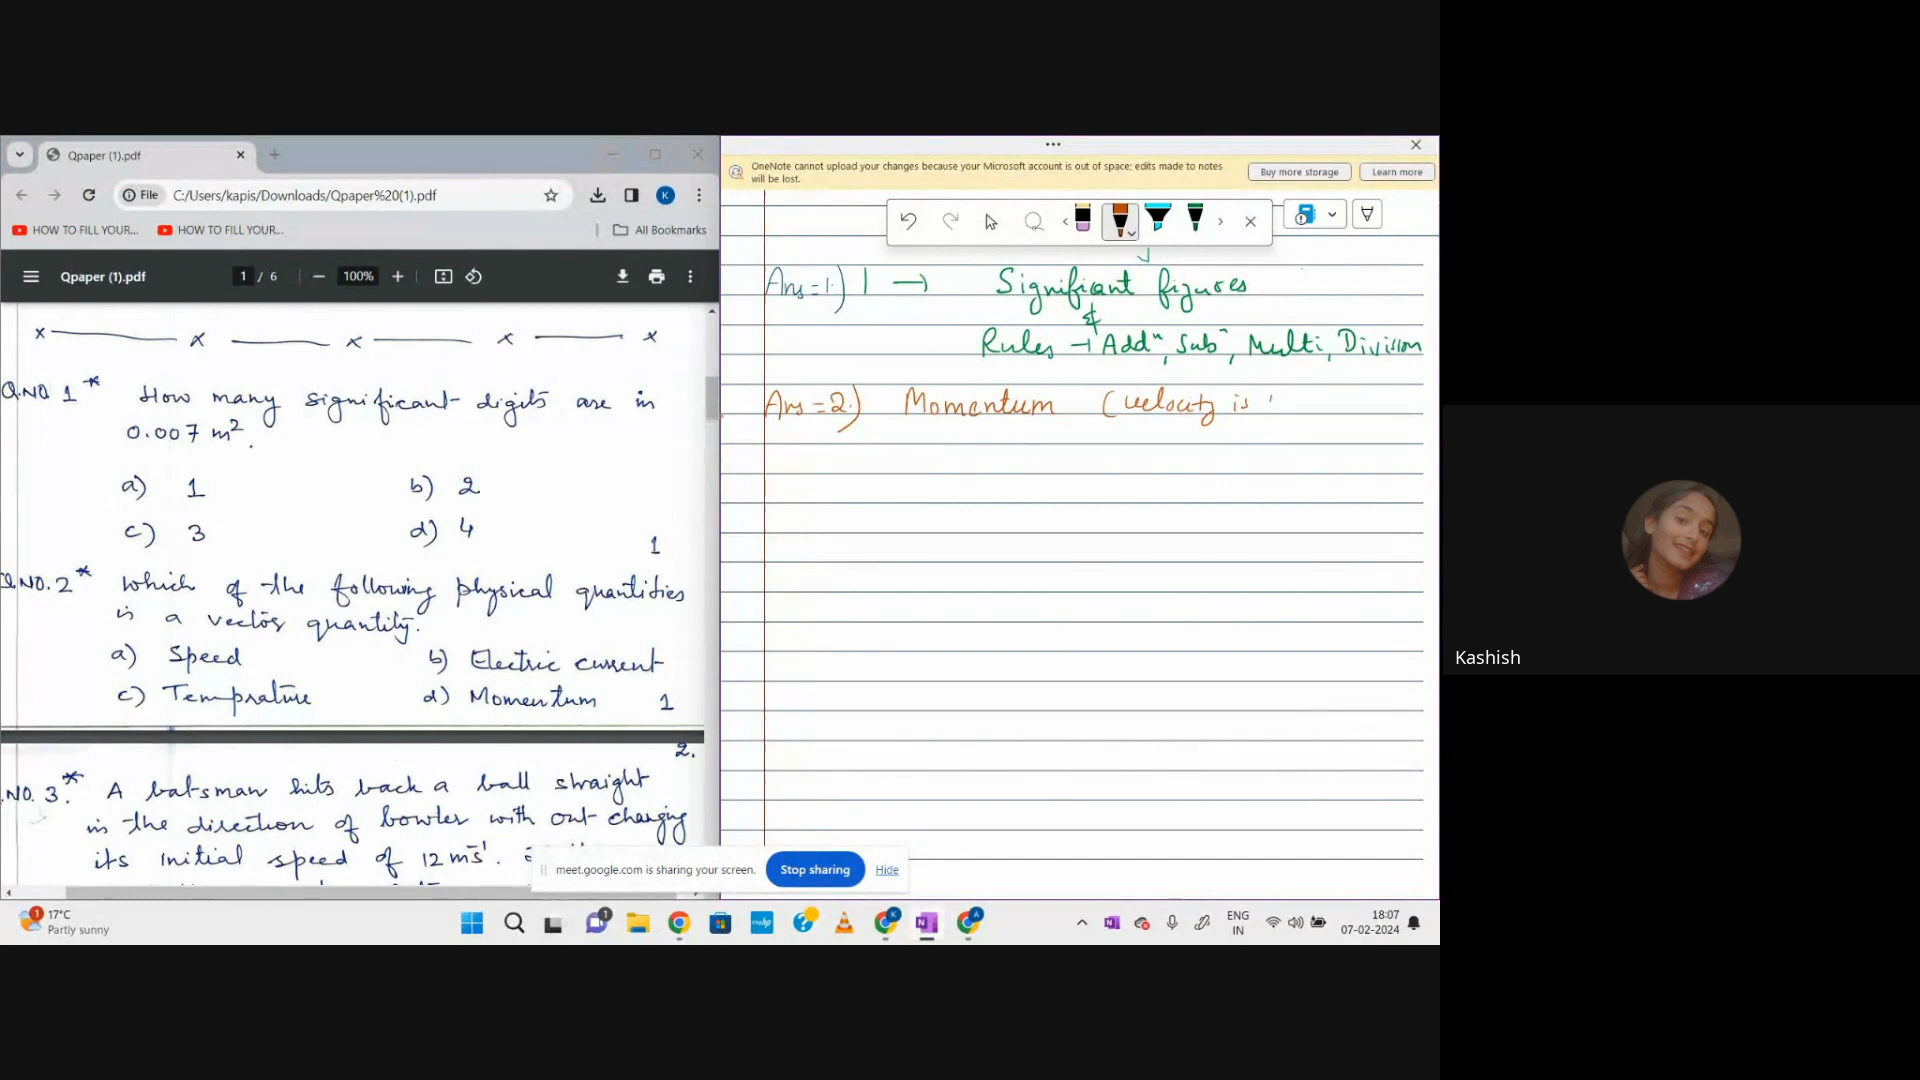 Qpaper (1).pdf
File C:/Users/kapis/Downloads/Qpaper%20(1).pdf
K
HOW TO FILL YOUR... HOW TO FILL YOUR... All Bookmarks
Qpaper (1).pdf 1 / 6 100%
x x x x x
Q.NO 1* How many significant digits are in
0.007 m².
a) 1 b) 2
c) 3 d) 4
1
NO.2* Which of the following physical quantities
is a vector quantity.
a) Speed b) Electric current
c) Temprature d) Momentum 1
2.
NO. 3.* A batsman hits back a ball straight
in the direction of bowler with out changing
its initial speed of 12 ms⁻¹.
OneNote cannot upload your changes because your Microsoft account is out of space; edits made to notes
will be lost.
Buy more storage Learn more
Ans=1.) 1 → Significant figures
&
Rules → Addⁿ, Subⁿ, Multi, Division
Ans=2.) Momentum (velocity is
meet.google.com is sharing your screen. Stop sharing Hide
Kashish
1 17°C
Partly sunny
1
myhp
K
N
A
ENG
IN
18:07
07-02-2024